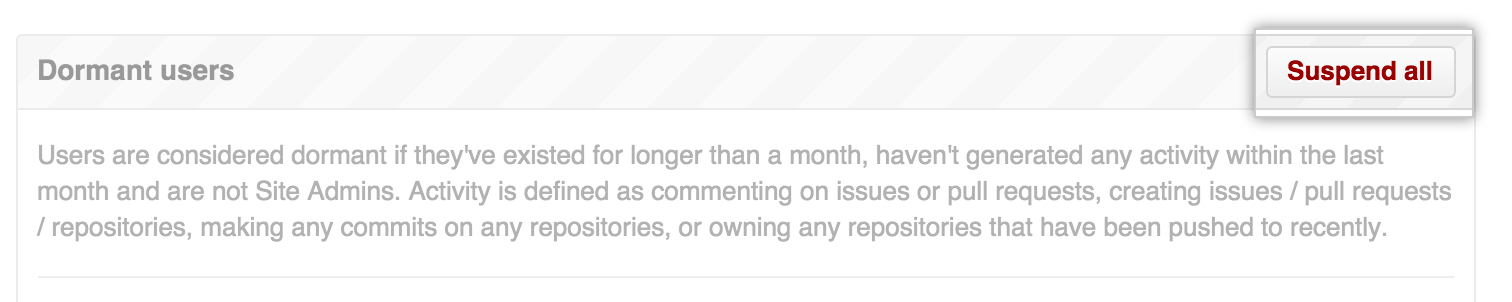 Dormant users
Suspend all
Users are considered dormant if they've existed for longer than a month, haven't generated any activity within the last
month and are not Site Admins. Activity is defined as commenting on issues or pull requests, creating issues / pull requests
/ repositories, making any commits on any repositories, or owning any repositories that have been pushed to recently.